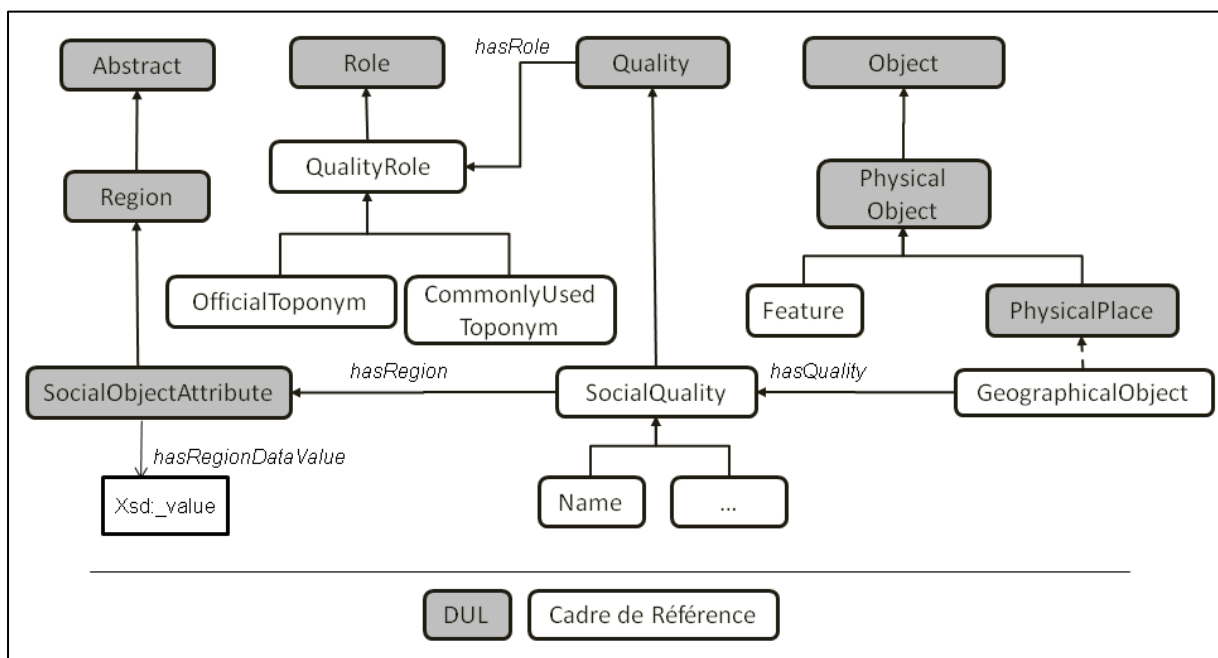 Abstract
Role
hasRole
Quality
Object
QualityRole
Physical
Object
Region
OfficialToponym
CommonlyUsed
Toponym
Feature
PhysicalPlace
SocialObjectAttribute
hasRegion
SocialQuality
hasQuality
GeographicalObject
hasRegionDataValue
Xsd:_value
Name
...
DUL
Cadre de Référence